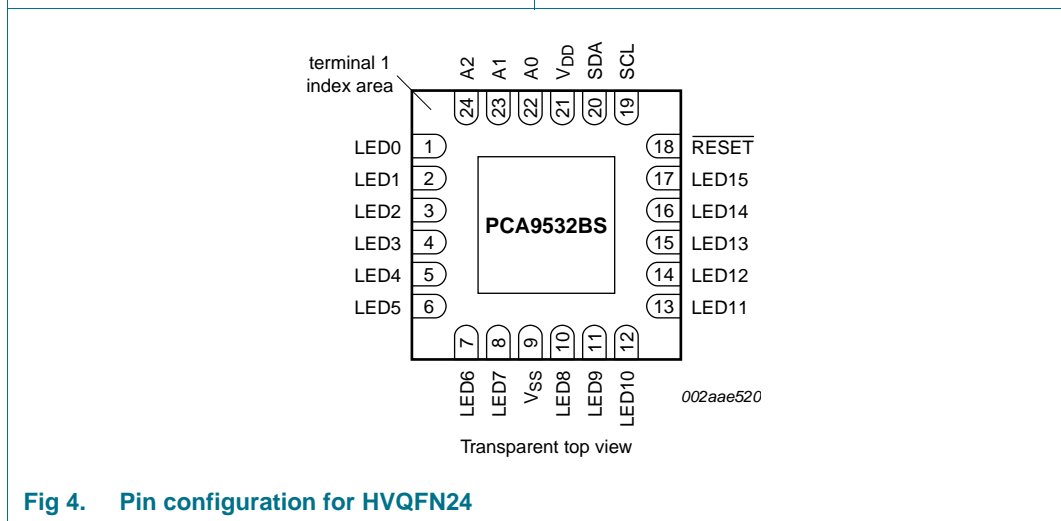 terminal 1
index area
A2
A1
A0
VDD
SDA
SCL
24
23
22
21
20
19
LED0 1
LED1 2
LED2 3
LED3 4
LED4 5
LED5 6
PCA9532BS
18 RESET
17 LED15
16 LED14
15 LED13
14 LED12
13 LED11
7
8
9
10
11
12
LED6
LED7
VSS
LED8
LED9
LED10
002aae520
Transparent top view
Fig 4. Pin configuration for HVQFN24